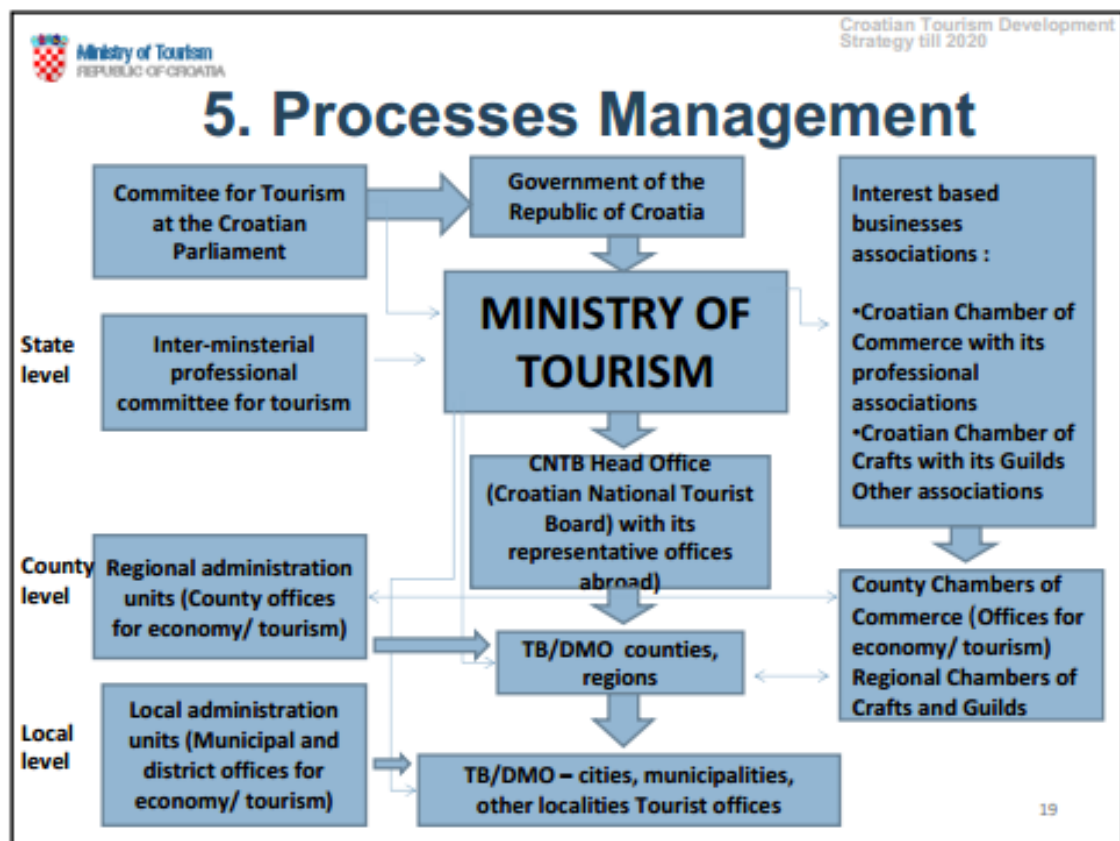 Croatian Tourism Development
Strategy till 2020
Ministry of Tourism
REPUBLIC OF CROATIA
5. Processes Management
Commitee for Tourism
at the Croatian
Parliament
Government of the
Republic of Croatia
Interest based
businesses
associations :
•Croatian Chamber of
Commerce with its
professional
associations
•Croatian Chamber of
Crafts with its Guilds
Other associations
MINISTRY OF
TOURISM
State
level
Inter-minsterial
professional
committee for tourism
CNTB Head Office
(Croatian National Tourist
Board) with its
representative offices
abroad)
County
level
Regional administration
units (County offices
for economy/ tourism)
County Chambers of
Commerce (Offices for
economy/ tourism)
Regional Chambers of
Crafts and Guilds
TB/DMO counties,
regions
Local
level
Local administration
units (Municipal and
district offices for
economy/ tourism)
TB/DMO – cities, municipalities,
other localities Tourist offices
19